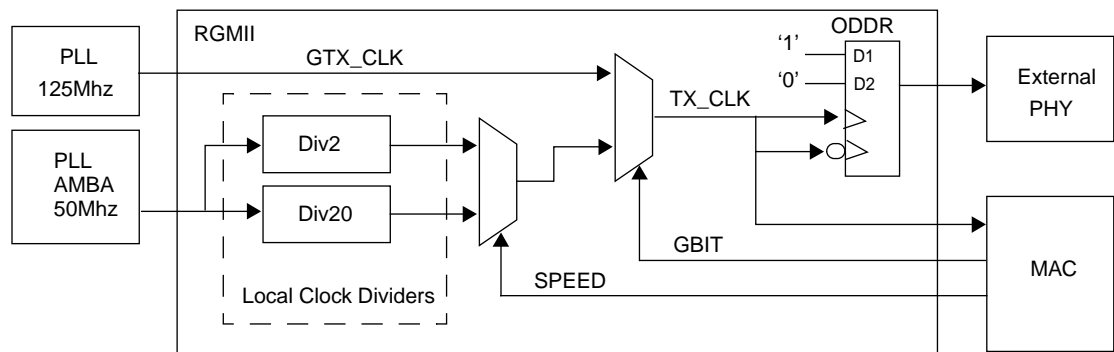 RGMII
ODDR
PLL
125Mhz
GTX_CLK
'1'
D1
'0'
D2
TX_CLK
External
PHY
PLL
AMBA
50Mhz
Div2
Div20
GBIT
MAC
SPEED
Local Clock Dividers